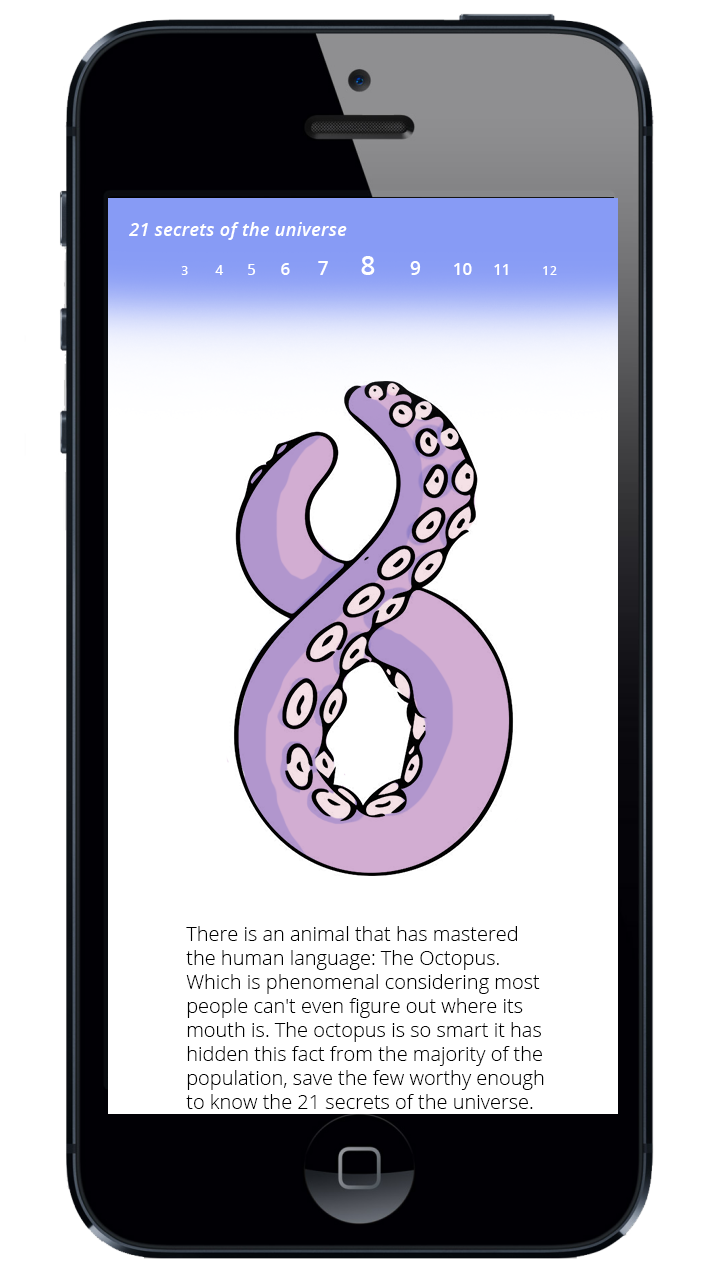 21 secrets of the universe
3 4 5 6 7 8 9 10 11 12
8
There is an animal that has mastered
the human language: The Octopus.
Which is phenomenal considering most
people can't even figure out where its
mouth is. The octopus is so smart it has
hidden this fact from the majority of the
population, save the few worthy enough
to know the 21 secrets of the universe.